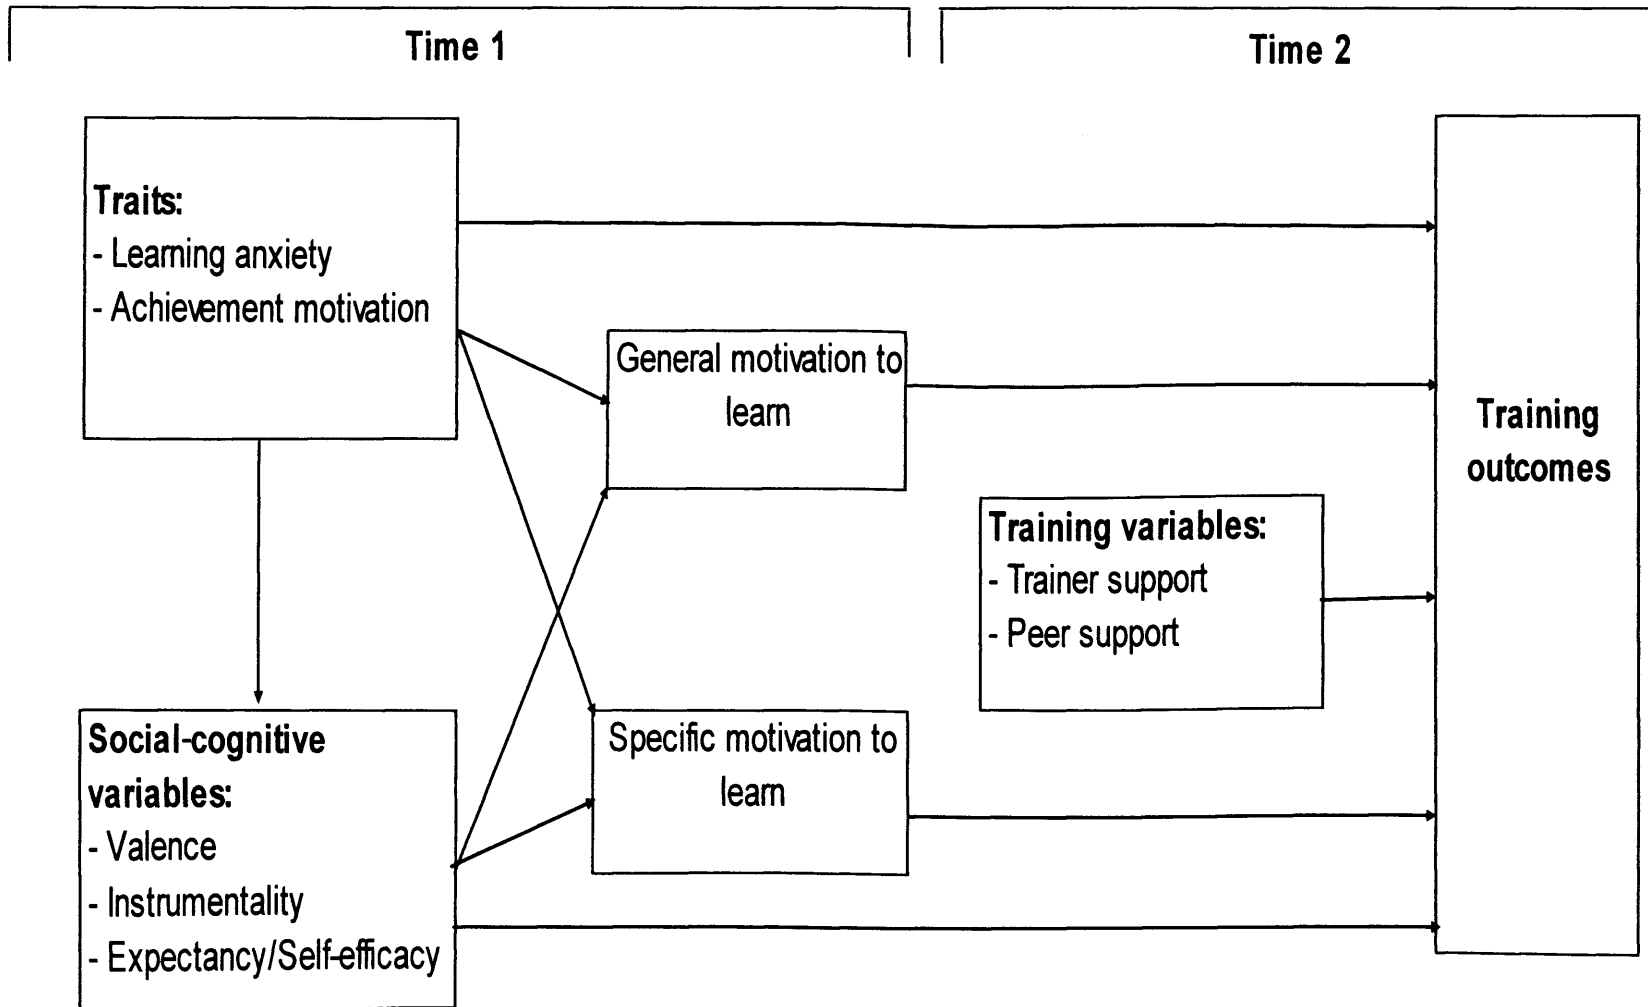 Time 1
Time 2
Traits:
- Learning anxiety
- Achievement motivation
General motivation to
learn
Training
outcomes
Training variables:
- Trainer support
- Peer support
Social-cognitive
variables:
- Valence
- Instrumentality
- Expectancy/Self-efficacy
Specific motivation to
learn